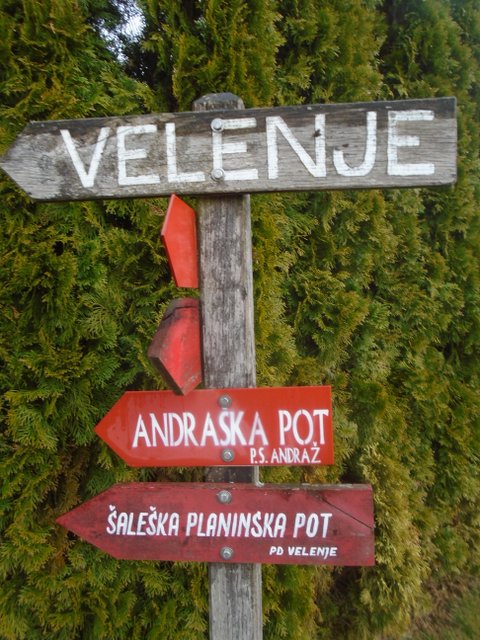 VELENJE
ANDRAŠKA POT
P.S. ANDRAŽ
ŠALEŠKA PLANINSKA POT
PD VELENJE